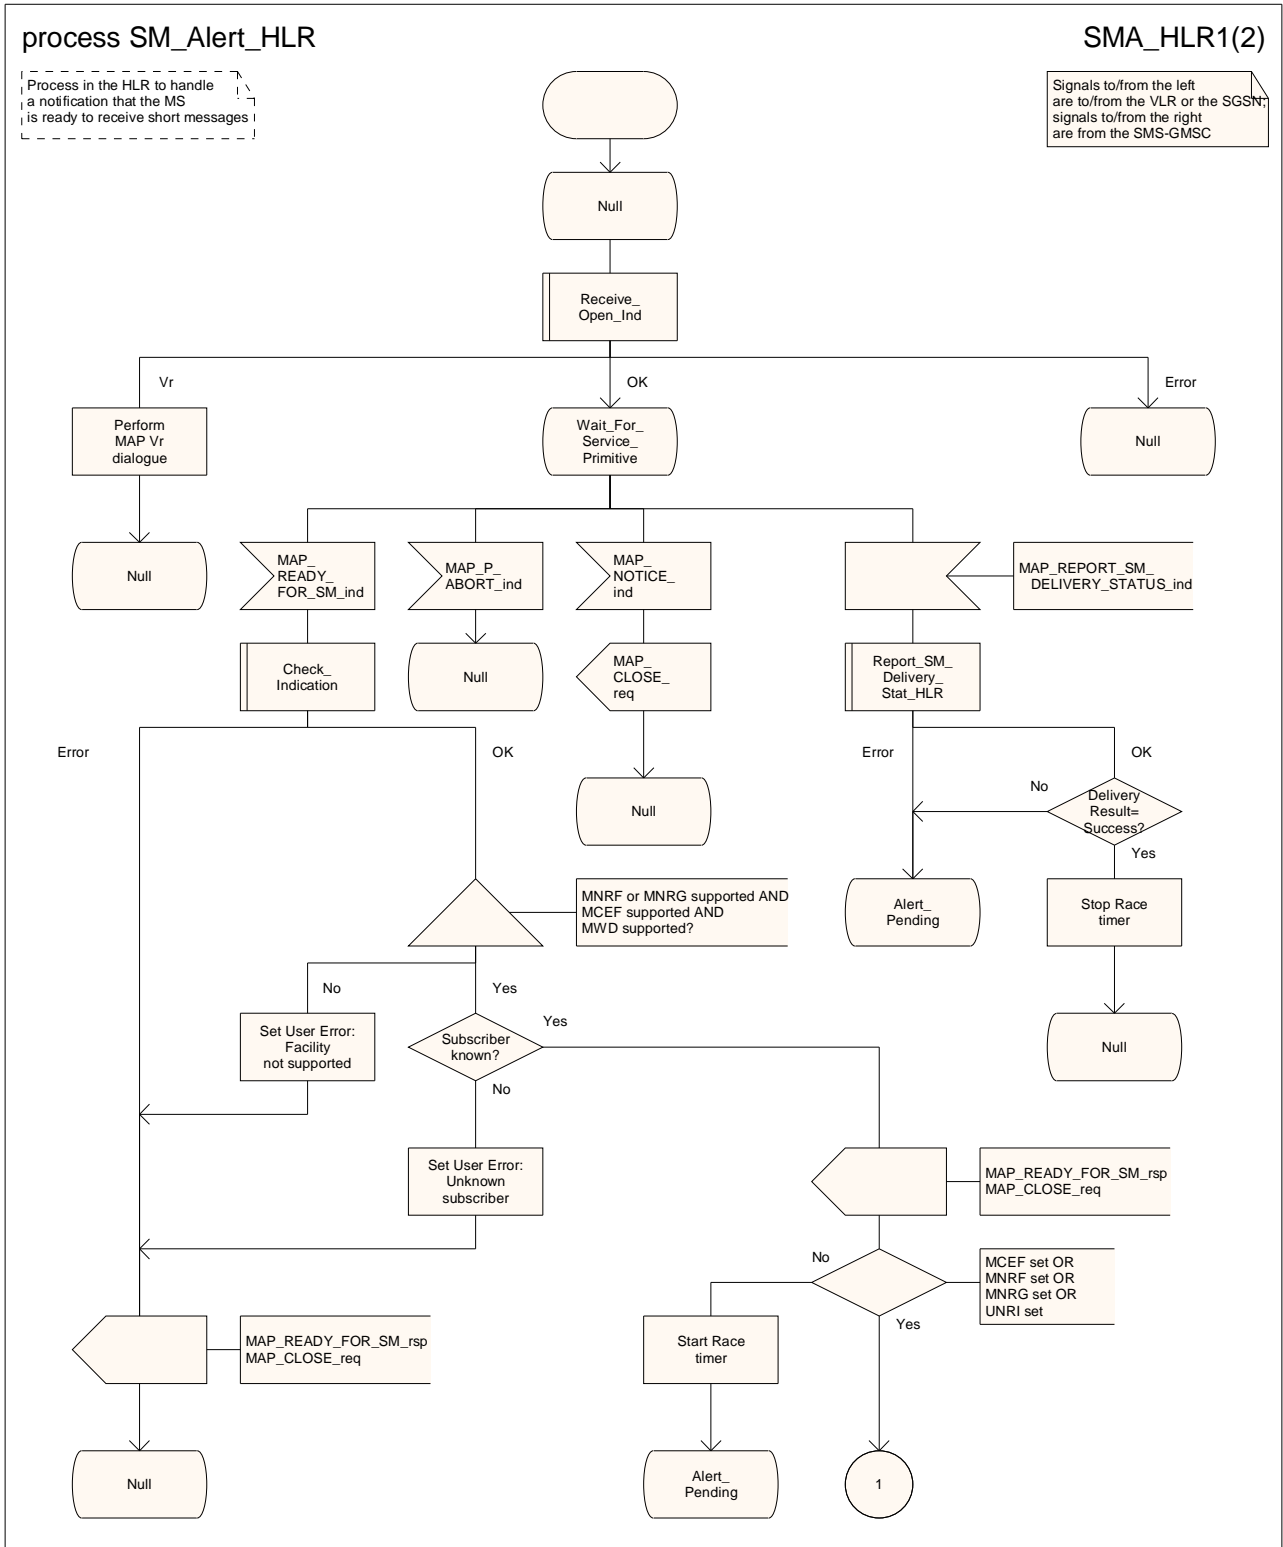 process SM_Alert_HLR
SMA_HLR1(2)
Process in the HLR to handle
a notification that the MS
is ready to receive short messages
Signals to/from the left
are to/from the VLR or the SGSN;
signals to/from the right
are from the SMS-GMSC
Null
Receive_
Open_Ind
Vr
OK
Error
Perform
MAP Vr
dialogue
Wait_For_
Service_
Primitive
Null
Null
MAP_
READY_
FOR_SM_ind
MAP_P_
ABORT_ind
MAP_
NOTICE_
ind
MAP_REPORT_SM_
DELIVERY_STATUS_ind
Check_
Indication
Null
MAP_
CLOSE_
req
Report_SM_
Delivery_
Stat_HLR
Error
OK
Error
OK
Null
No
Delivery
Result=
Success?
Yes
MNRF or MNRG supported AND
MCEF supported AND
MWD supported?
Alert_
Pending
Stop Race
timer
No
Yes
Set User Error:
Facility
not supported
Subscriber
known?
Yes
No
Null
Set User Error:
Unknown
subscriber
MAP_READY_FOR_SM_rsp
MAP_CLOSE_req
No
MCEF set OR
MNRF set OR
MNRG set OR
UNRI set
Yes
MAP_READY_FOR_SM_rsp
MAP_CLOSE_req
Start Race
timer
Null
Alert_
Pending
1